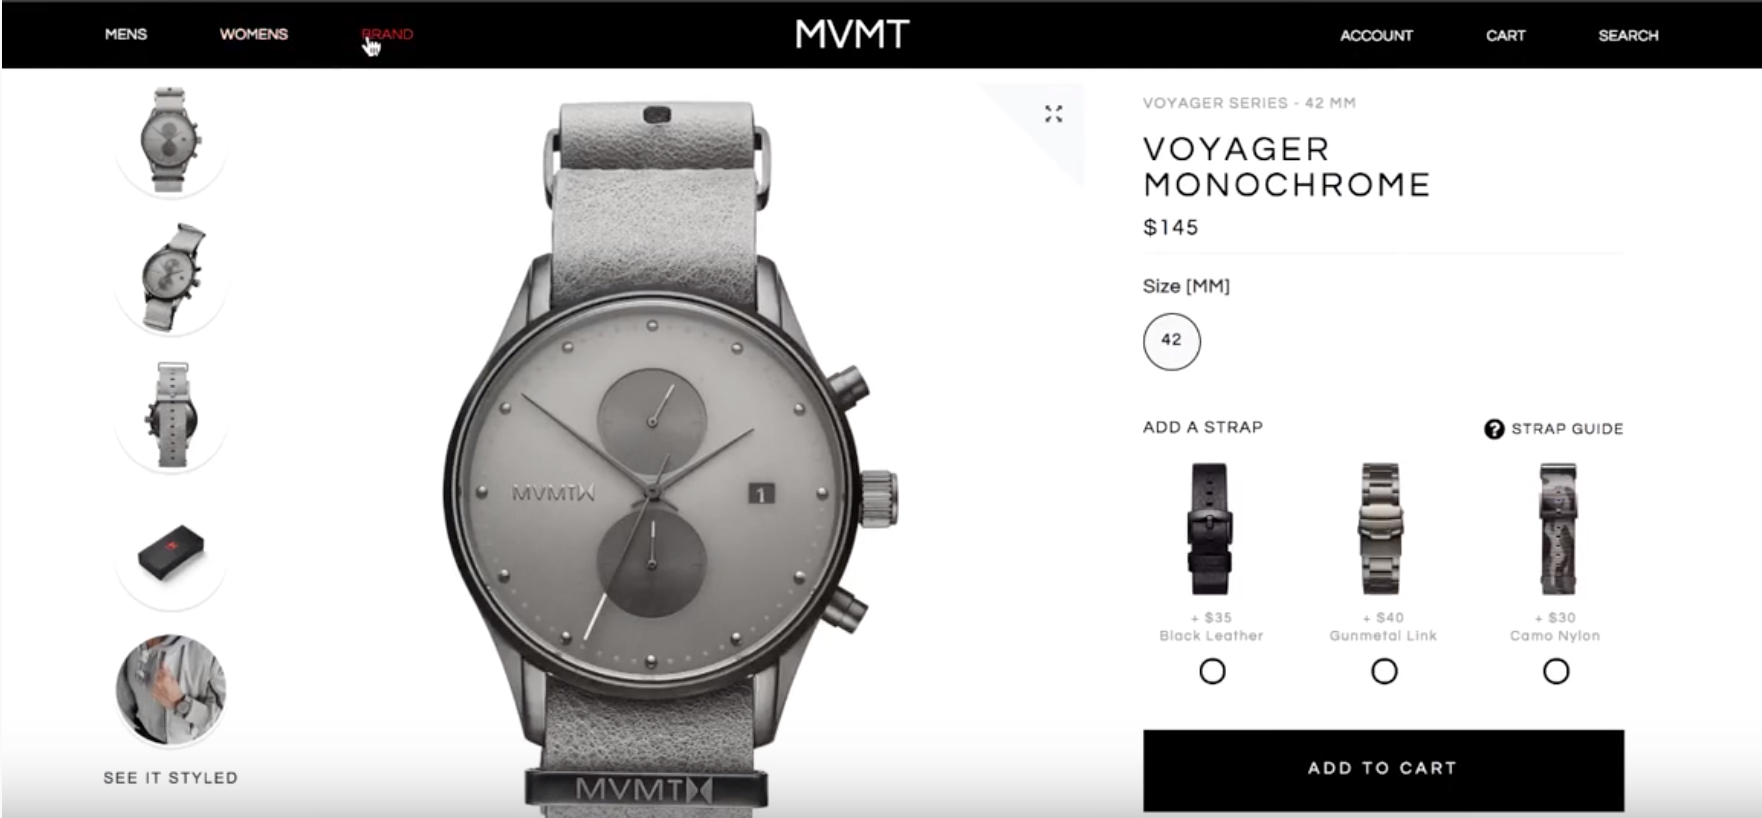 MENS WOMENS BRAND MVMT ACCOUNT CART SEARCH
VOYAGER SERIES - 42 MM
VOYAGER
MONOCHROME
$145
Size [MM]
42
ADD A STRAP
? STRAP GUIDE
+ $35
Black Leather
+ $40
Gunmetal Link
+ $30
Camo Nylon
ADD TO CART
MVMT
1
MVMT
SEE IT STYLED